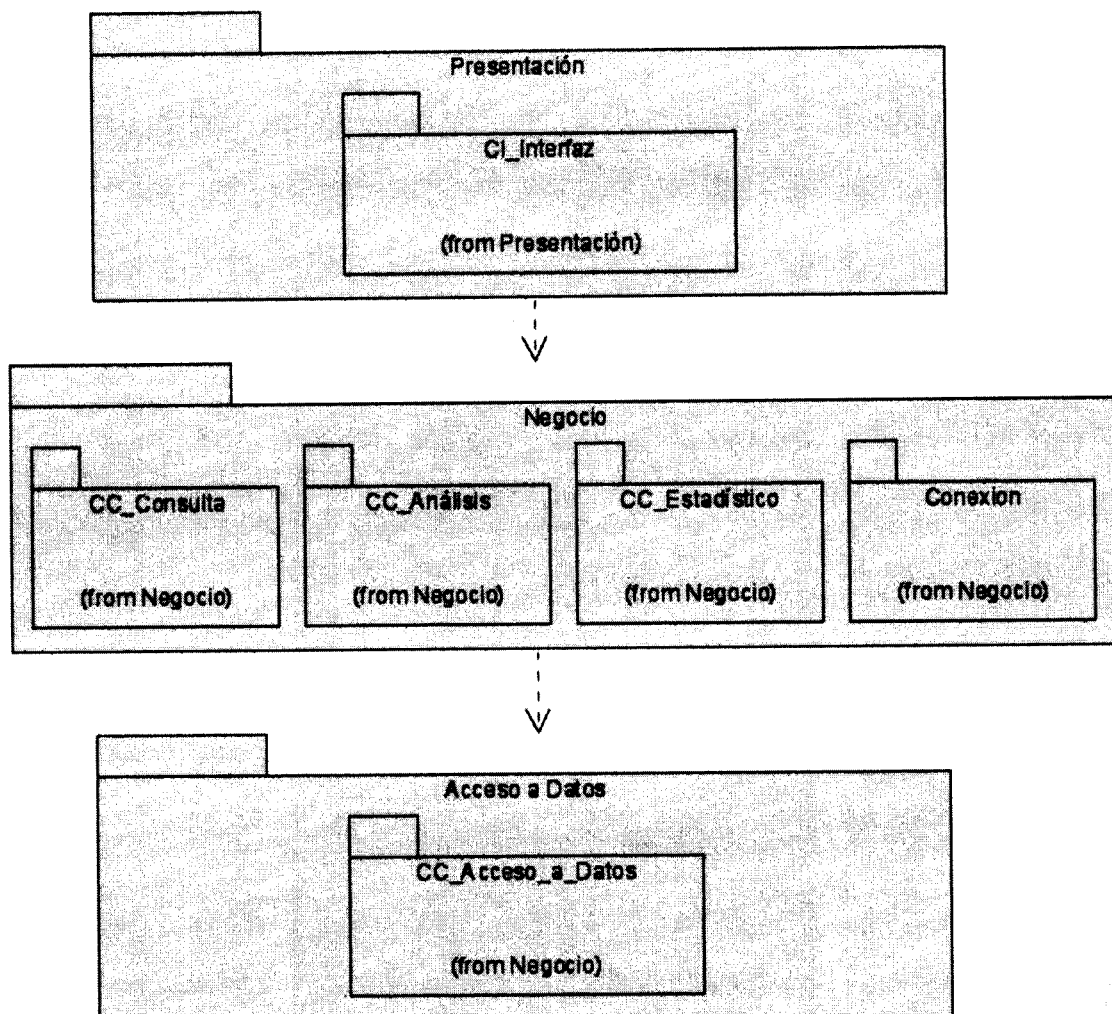 Presentación
CI_Interfaz
(from Presentación)
Negocio
CC_Consulta
(from Negocio)
CC_Análisis
(from Negocio)
CC_Estadístico
(from Negocio)
Conexion
(from Negocio)
Acceso a Datos
CC_Acceso_a_Datos
(from Negocio)